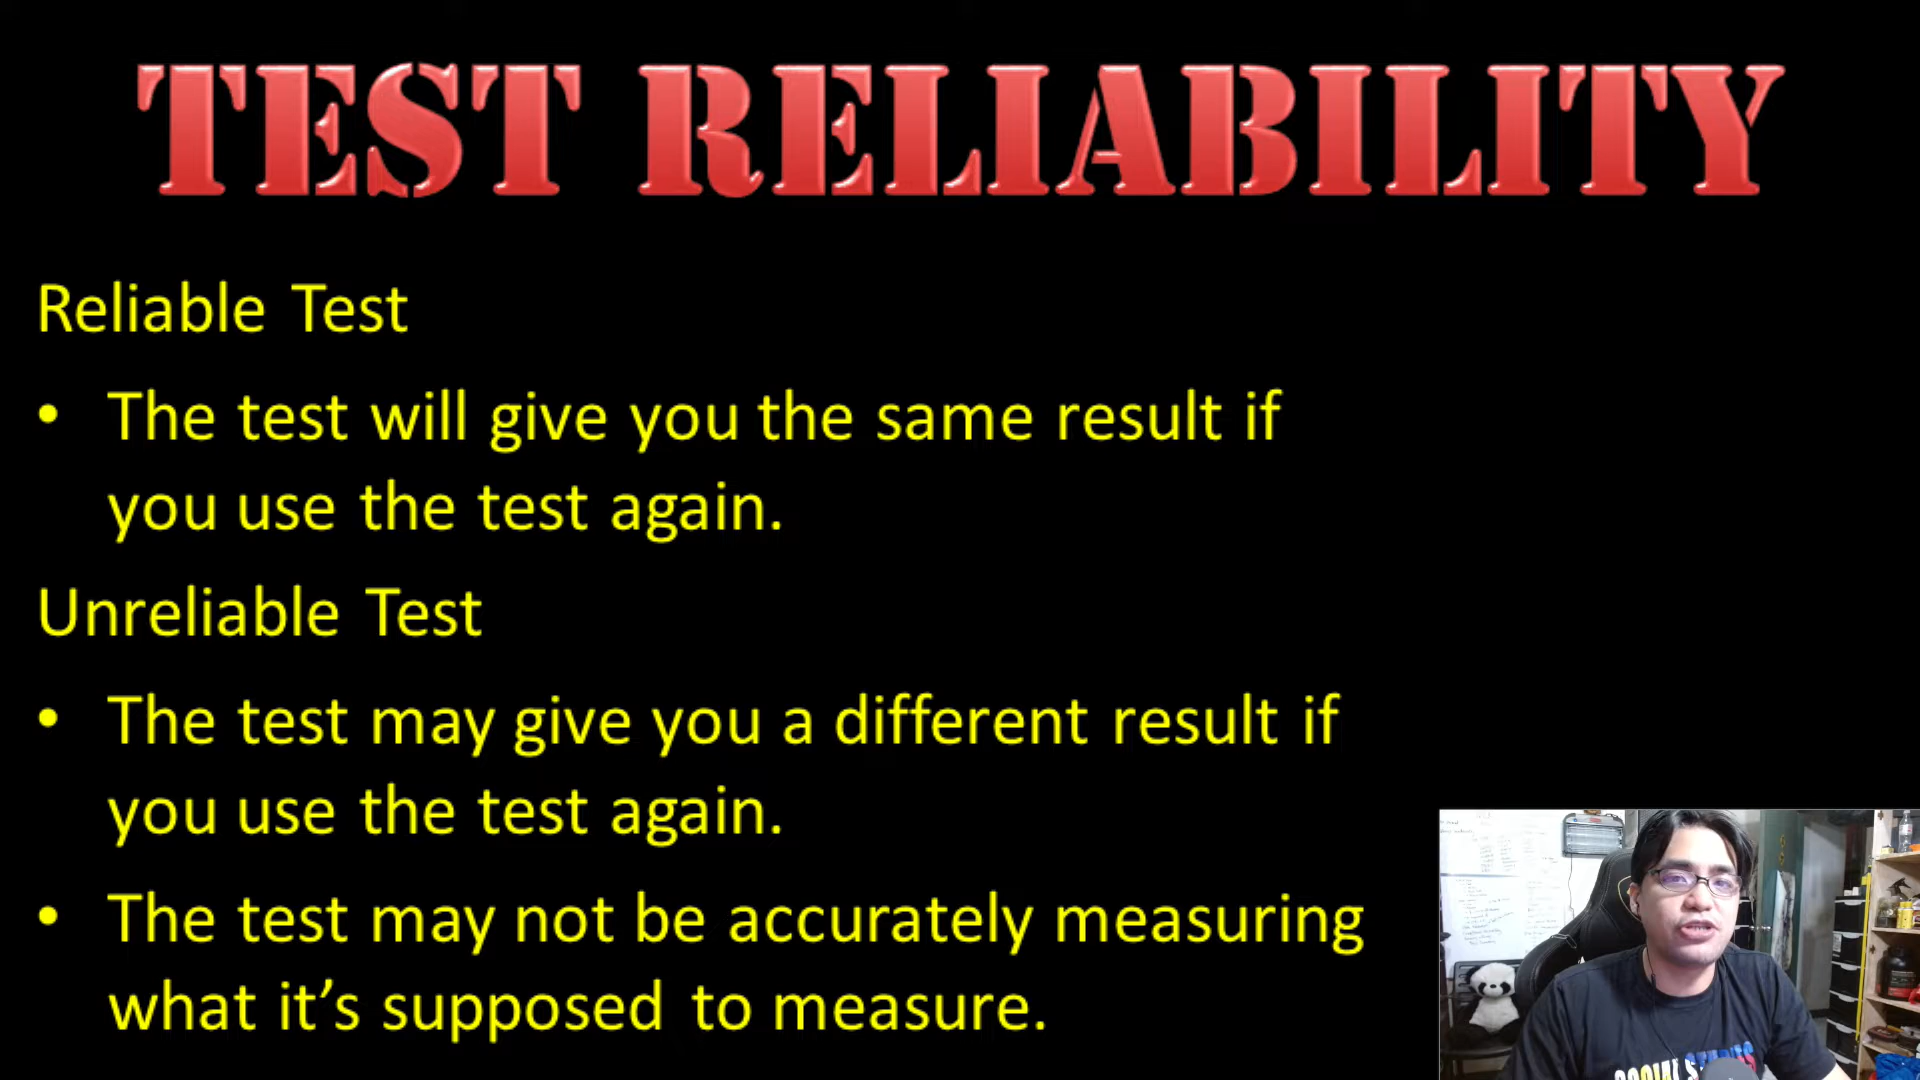 TEST RELIABILITY
Reliable Test
• The test will give you the same result if
you use the test again.
Unreliable Test
• The test may give you a different result if
you use the test again.
• The test may not be accurately measuring
what it’s supposed to measure.